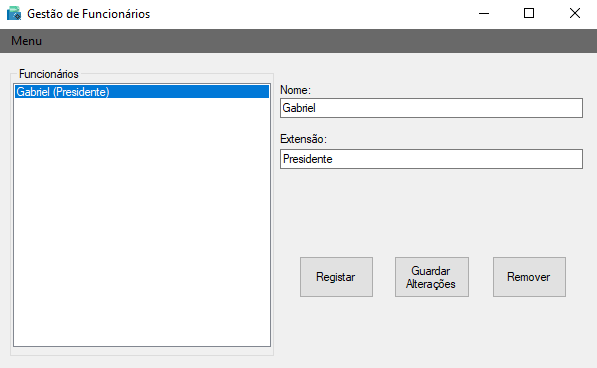 Gestão de Funcionários
Menu
Funcionários
Gabriel (Presidente)
Nome:
Gabriel
Extensão:
Presidente
Registar
Guardar
Alterações
Remover